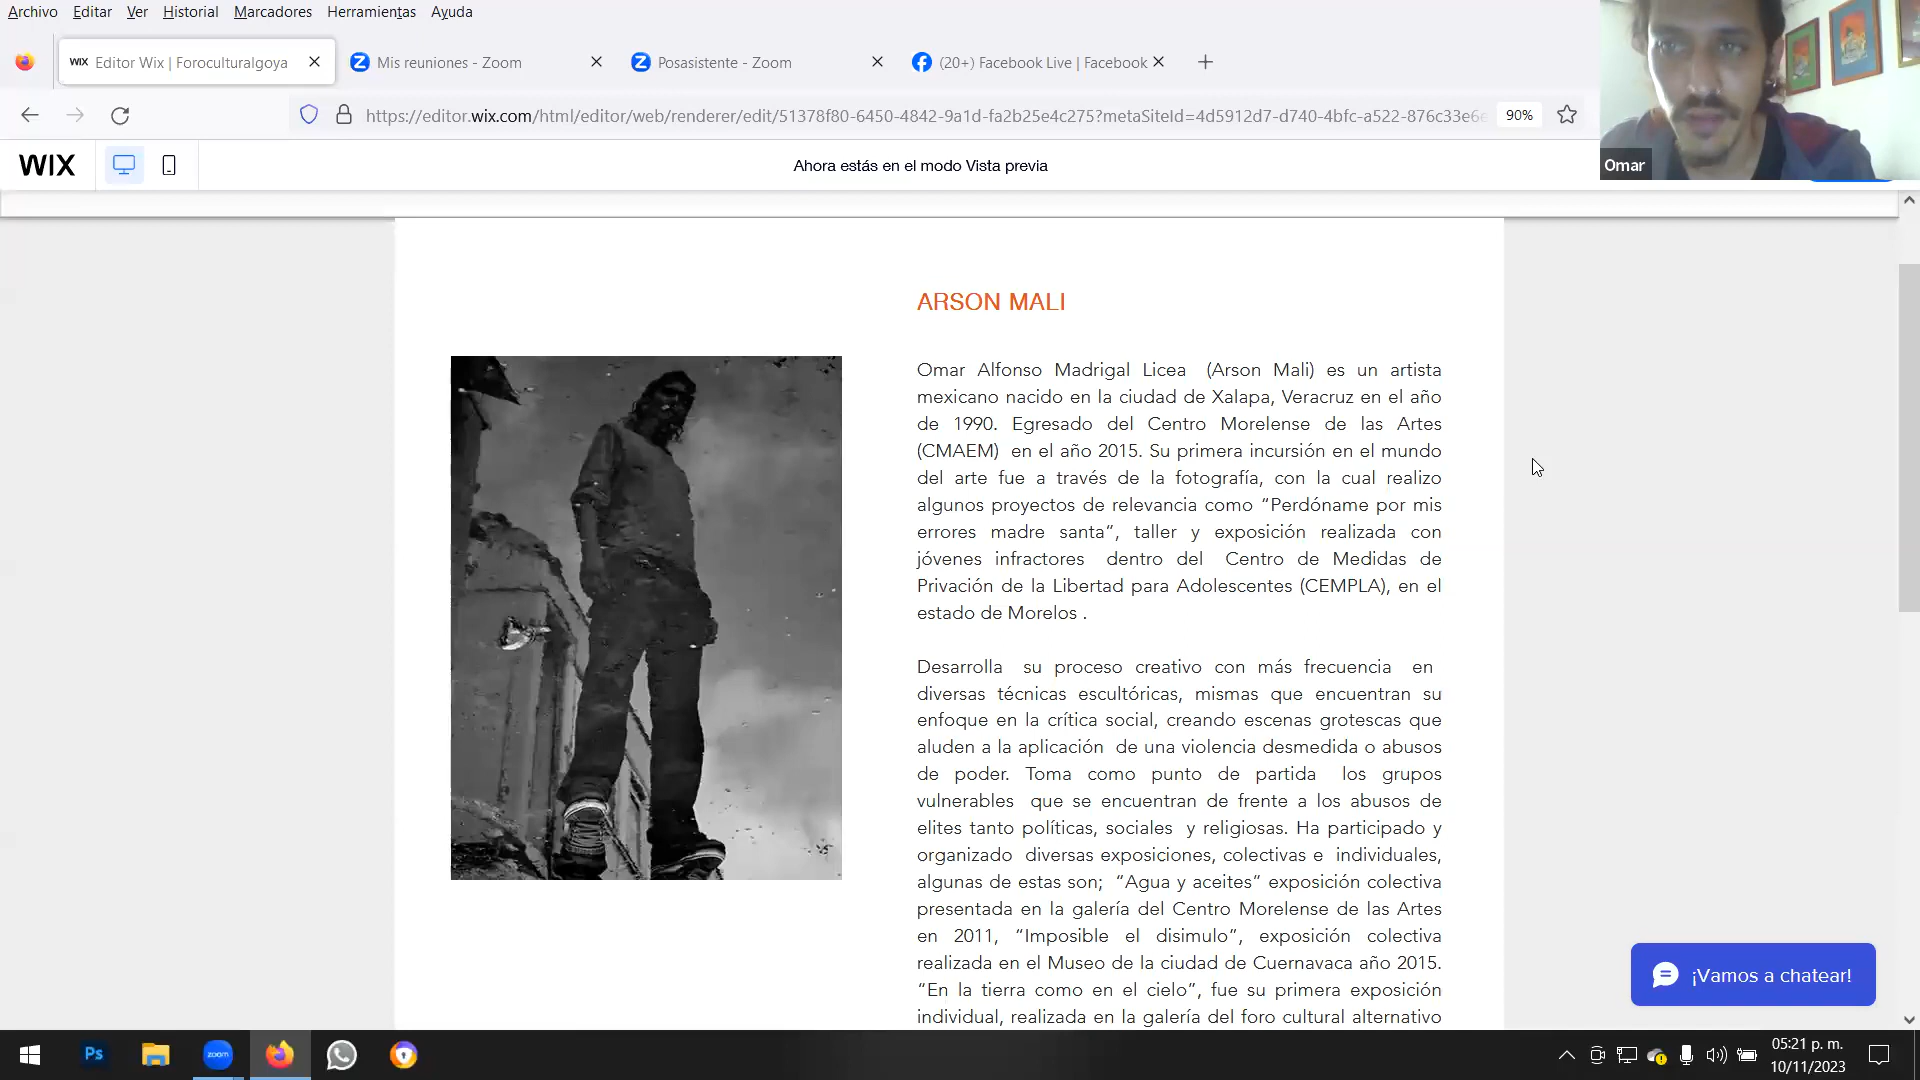 Archivo Editar Ver Historial Marcadores Herramientas Ayuda
WIX Editor Wix | Foroculturalgoya
Mis reuniones - Zoom
Posasistente - Zoom
(20+) Facebook Live | Facebook
https://editor.wix.com/html/editor/web/renderer/edit/51378f80-6450-4842-9a1d-fa2b25e4c275?metaSiteId=4d5912d7-d740-4bfc-a522-876c33e6e
90%
WIX
Ahora estás en el modo Vista previa
Omar
ARSON MALI
Omar Alfonso Madrigal Licea (Arson Mali) es un artista
mexicano nacido en la ciudad de Xalapa, Veracruz en el año
de 1990. Egresado del Centro Morelense de las Artes
(CMAEM) en el año 2015. Su primera incursión en el mundo
del arte fue a través de la fotografía, con la cual realizo
algunos proyectos de relevancia como “Perdóname por mis
errores madre santa”, taller y exposición realizada con
jóvenes infractores dentro del Centro de Medidas de
Privación de la Libertad para Adolescentes (CEMPLA), en el
estado de Morelos .
Desarrolla su proceso creativo con más frecuencia en
diversas técnicas escultóricas, mismas que encuentran su
enfoque en la crítica social, creando escenas grotescas que
aluden a la aplicación de una violencia desmedida o abusos
de poder. Toma como punto de partida los grupos
vulnerables que se encuentran de frente a los abusos de
elites tanto políticas, sociales y religiosas. Ha participado y
organizado diversas exposiciones, colectivas e individuales,
algunas de estas son; “Agua y aceites” exposición colectiva
presentada en la galería del Centro Morelense de las Artes
en 2011, “Imposible el disimulo”, exposición colectiva
realizada en el Museo de la ciudad de Cuernavaca año 2015.
“En la tierra como en el cielo”, fue su primera exposición
individual, realizada en la galería del foro cultural alternativo
¡Vamos a chatear!
Ps
zoom
05:21 p. m.
10/11/2023